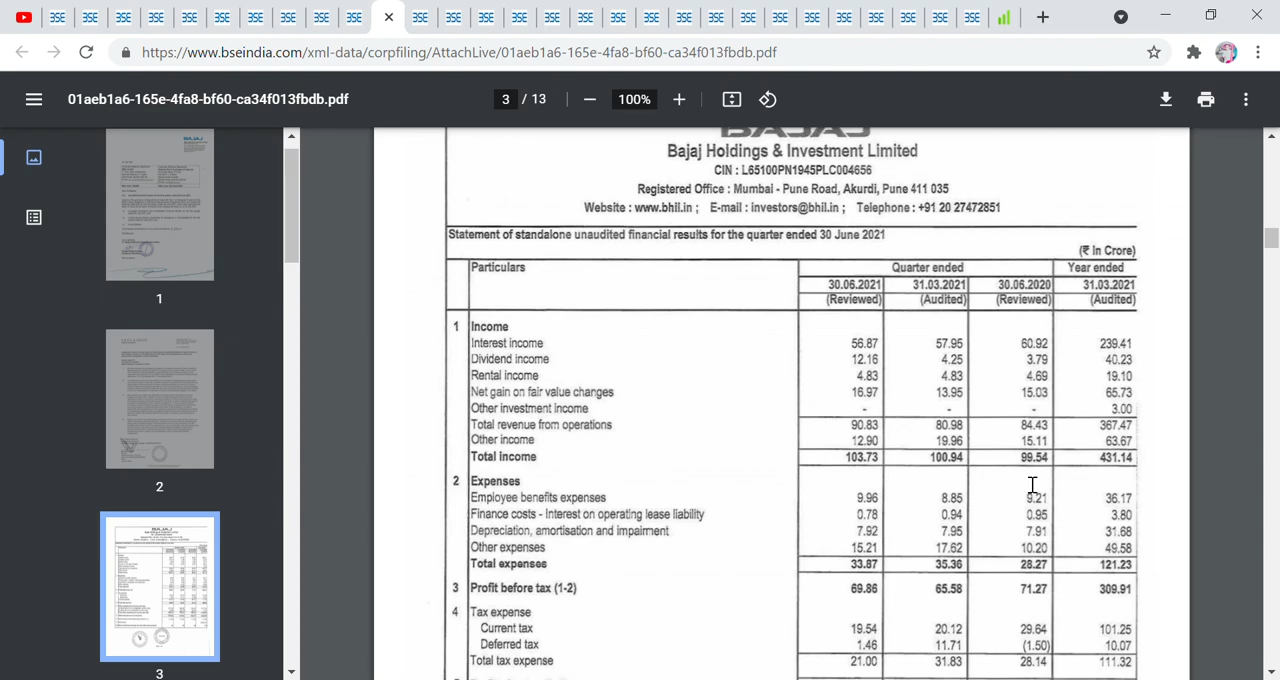 https://www.bseindia.com/xml-data/corpfiling/AttachLive/01aeb1a6-165e-4fa8-bf60-ca34f013fbdb.pdf
01aeb1a6-165e-4fa8-bf60-ca34f013fbdb.pdf 3 / 13 100%
BAJAJ
Bajaj Holdings & Investment Limited
CIN : L65100PN1945PLC004656
Registered Office : Mumbai - Pune Road, Akurdi, Pune 411 035
Website : www.bhil.in ; E-mail : investors@bhil.in ; Telephone : +91 20 27472851
Statement of standalone unaudited financial results for the quarter ended 30 June 2021
(₹ In Crore)
Particulars Quarter ended Year ended
30.06.2021 31.03.2021 30.06.2020 31.03.2021
(Reviewed) (Audited) (Reviewed) (Audited)
1 Income
Interest income 56.87 57.95 60.92 239.41
Dividend income 12.16 4.25 3.79 40.23
Rental income 4.83 4.83 4.69 19.10
Net gain on fair value changes 16.97 13.95 15.03 65.73
Other investment income - - - 3.00
Total revenue from operations 90.83 80.98 84.43 367.47
Other income 12.90 19.96 15.11 63.67
Total income 103.73 100.94 99.54 431.14
2 Expenses
Employee benefits expenses 9.96 8.85 9.21 36.17
Finance costs - Interest on operating lease liability 0.78 0.94 0.95 3.80
Depreciation, amortisation and impairment 7.92 7.95 7.91 31.68
Other expenses 15.21 17.62 10.20 49.58
Total expenses 33.87 35.36 28.27 121.23
3 Profit before tax (1-2) 69.86 65.58 71.27 309.91
4 Tax expense
Current tax 19.54 20.12 29.64 101.25
Deferred tax 1.46 11.71 (1.50) 10.07
Total tax expense 21.00 31.83 28.14 111.32
1
2
3